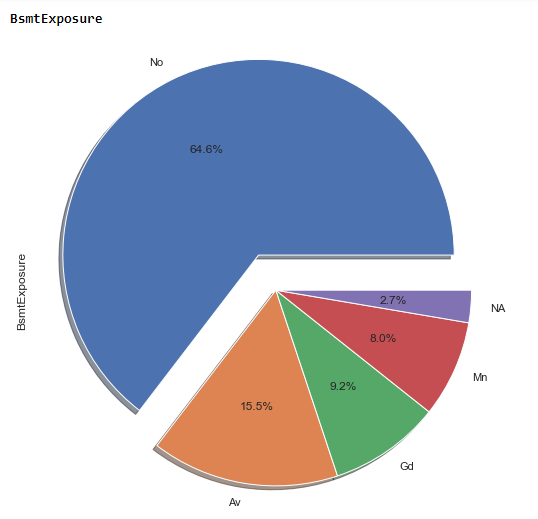 BsmtExposure
No
64.6%
BsmtExposure
2.7%
NA
8.0%
Mn
9.2%
15.5%
Gd
Av